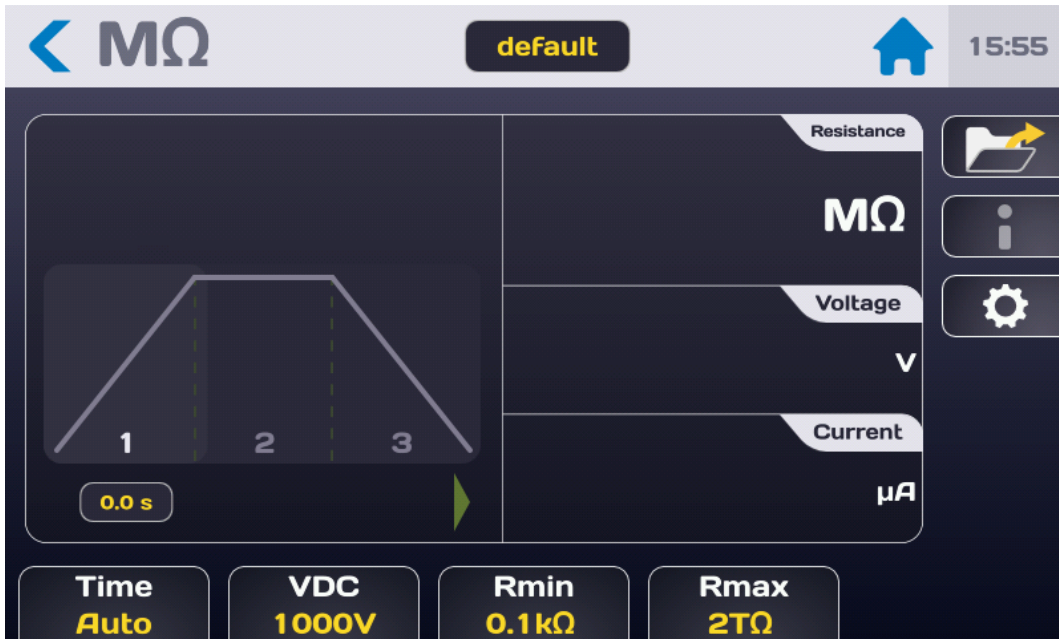 MΩ
default
15:55
Resistance
MΩ
Voltage
V
Current
µA
1
2
3
0.0 s
Time
Auto
VDC
1000V
Rmin
0.1kΩ
Rmax
2TΩ